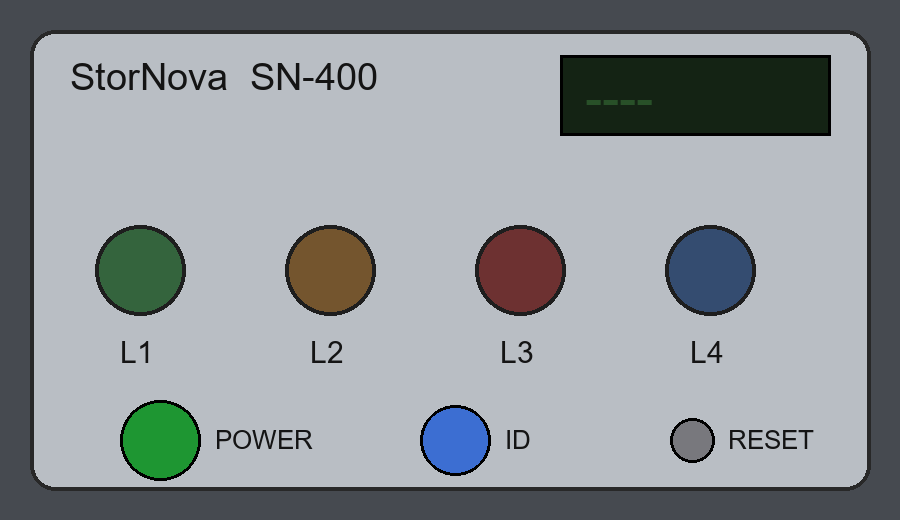 StorNova SN-400
----
L1 L2 L3 L4
POWER ID RESET